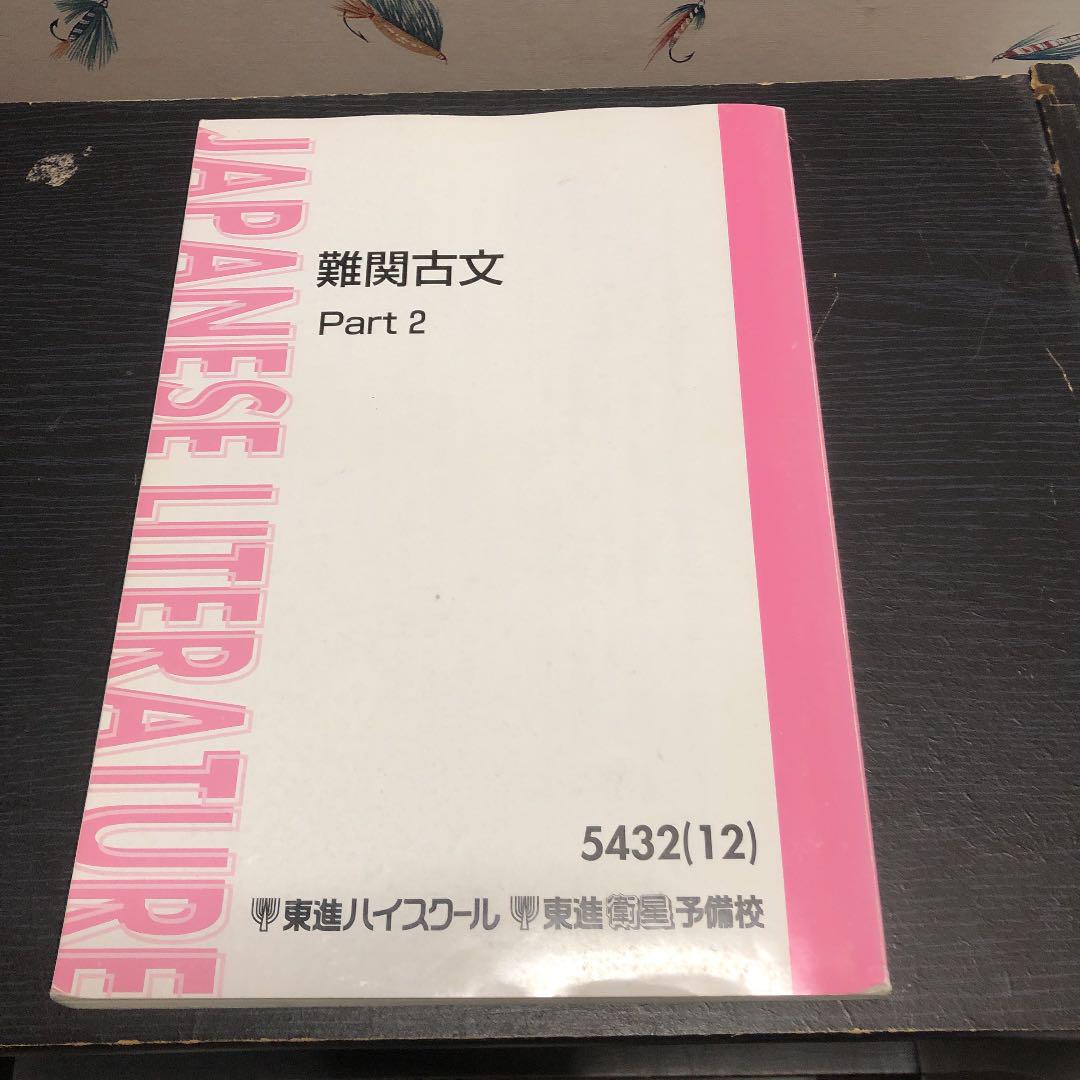 JAPANESE LITERATURE
難関古文
Part 2
5432(12)
東進ハイスクール 東進衛星予備校